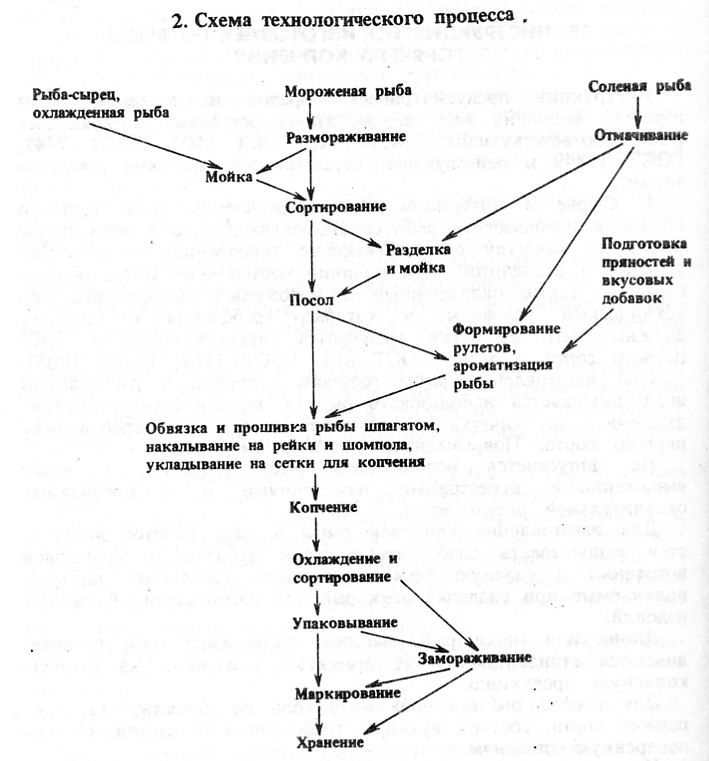 2. Схема технологического процесса .
Рыба-сырец,
охлажденная рыба
Мороженая рыба
Соленая рыба
Размораживание
Отмачивание
Мойка
Сортирование
Разделка
и мойка
Подготовка
пряностей и
вкусовых
добавок
Посол
Формирование
рулетов,
ароматизация
рыбы
Обвязка и прошивка рыбы шпагатом,
накалывание на рейки и шомпола,
укладывание на сетки для копчения
Копчение
Охлаждение и
сортирование
Упаковывание
Замораживание
Маркирование
Хранение